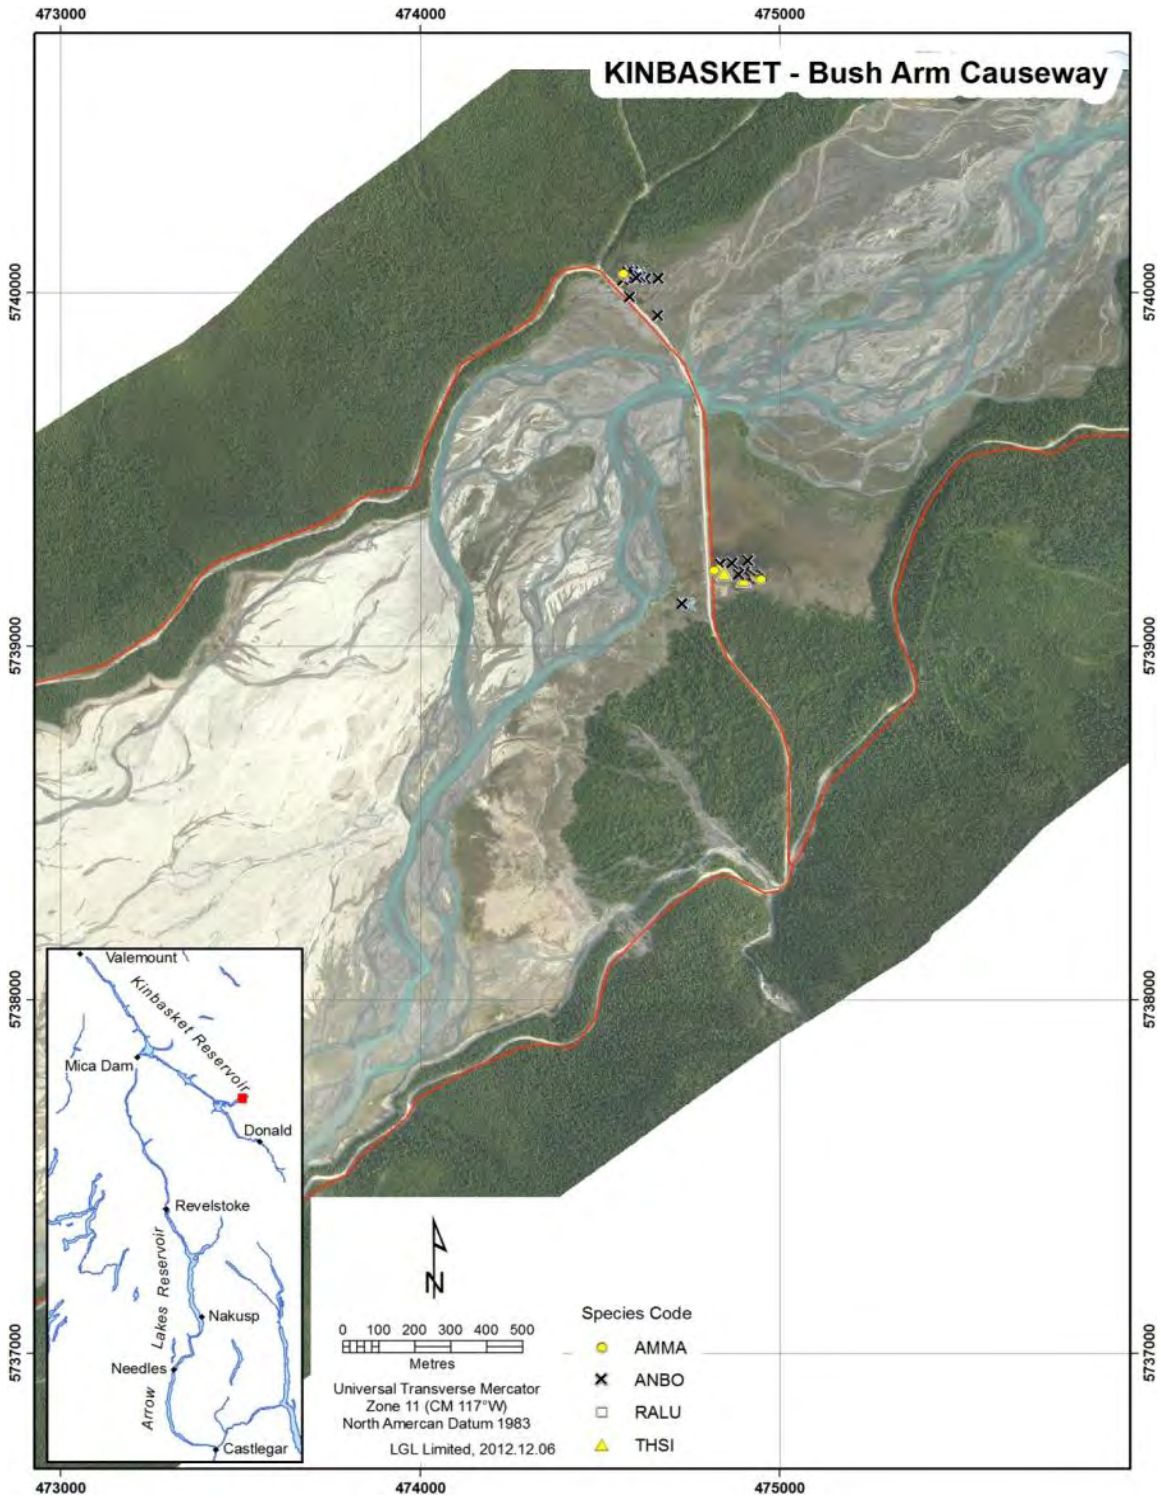 473000 474000 475000
KINBASKET - Bush Arm Causeway
5740000 5740000
5739000 5739000
5738000 5738000
Valemount
Kinbasket Reservoir
Mica Dam
Donald
Revelstoke
Arrow Lakes Reservoir
Nakusp
Needles
Castlegar
N
0 100 200 300 400 500
Metres
Universal Transverse Mercator
Zone 11 (CM 117°W)
North Amercan Datum 1983
LGL Limited, 2012.12.06
Species Code
AMMA
ANBO
RALU
THSI
5737000 5737000
473000 474000 475000